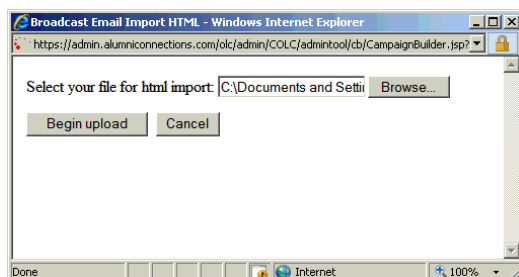 Broadcast Email Import HTML - Windows Internet Explorer
https://admin.alumniconnections.com/olc/admin/COLC/admintool/cb/CampaignBuilder.jsp?
Select your file for html import: C:\Documents and Settin Browse...
Begin upload Cancel
Done Internet 100%